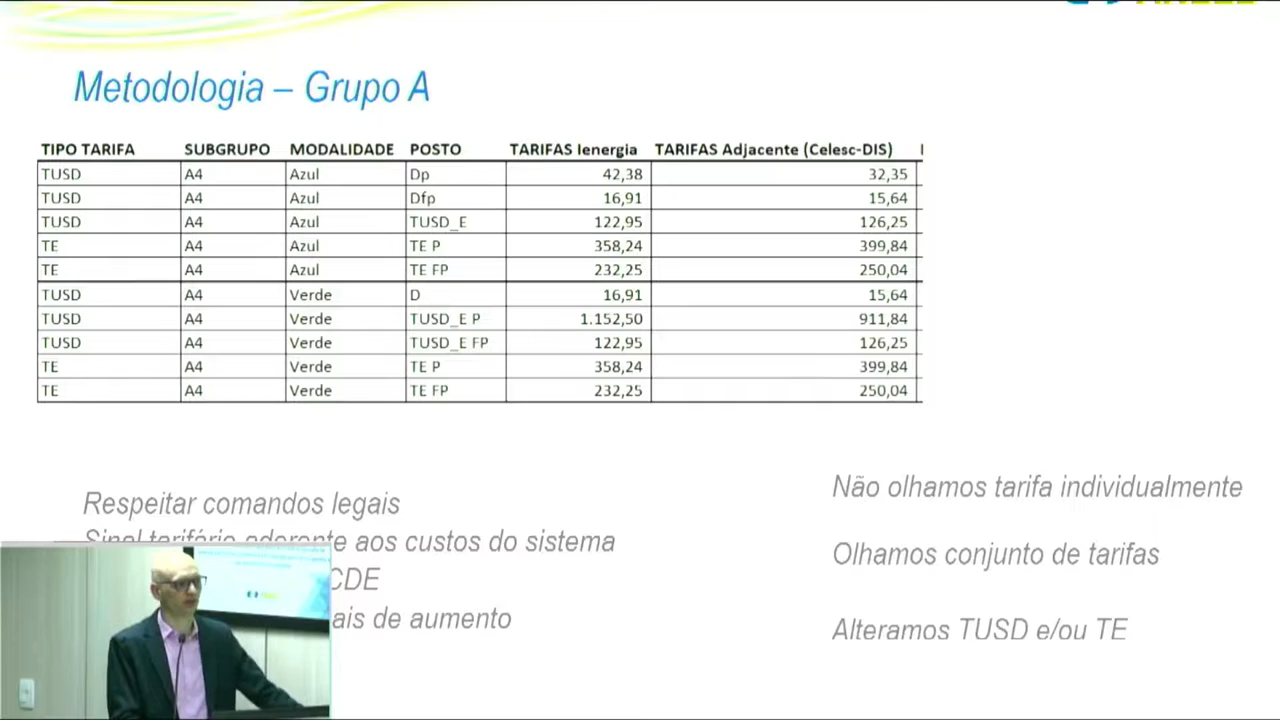 Metodologia – Grupo A
TIPO TARIFA SUBGRUPO MODALIDADE POSTO TARIFAS Ienergia TARIFAS Adjacente (Celesc-DIS)
TUSD A4 Azul Dp 42,38 32,35
TUSD A4 Azul Dfp 16,91 15,64
TUSD A4 Azul TUSD_E 122,95 126,25
TE A4 Azul TE P 358,24 399,84
TE A4 Azul TE FP 232,25 250,04
TUSD A4 Verde D 16,91 15,64
TUSD A4 Verde TUSD_E P 1.152,50 911,84
TUSD A4 Verde TUSD_E FP 122,95 126,25
TE A4 Verde TE P 358,24 399,84
TE A4 Verde TE FP 232,25 250,04
Respeitar comandos legais
Sinal tarifário aderente aos custos do sistema
CDE
ais de aumento
Não olhamos tarifa individualmente
Olhamos conjunto de tarifas
Alteramos TUSD e/ou TE